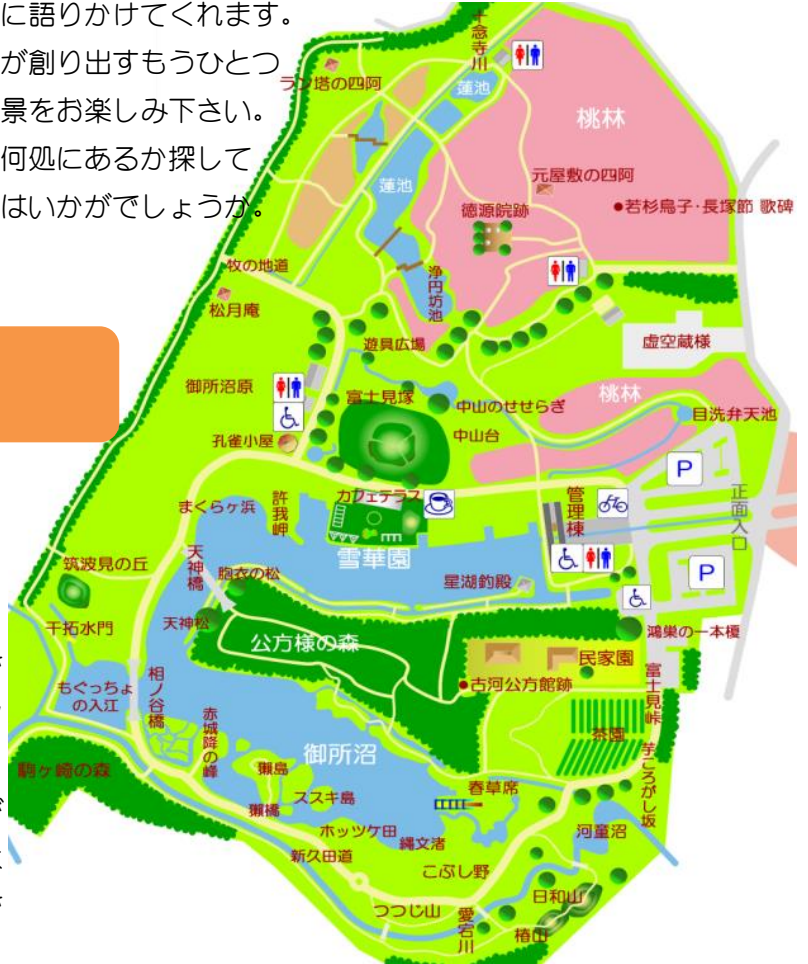 に語りかけてくれます。
が創り出すもうひとつ
景をお楽しみ下さい。
何処にあるか探して
はいかがでしょうか。
十念寺川
ラン塔の四阿
蓮池
桃林
蓮池
元屋敷の四阿
徳源院跡
●若杉鳥子・長塚節 歌碑
牧の地道
浄円坊池
松月庵
遊具広場
虚空蔵様
御所沼原
富士見塚
中山のせせらぎ
桃林
目洗弁天池
孔雀小屋
中山台
P
カフェテラス
まくらヶ浜
許我岬
管理棟
正面入口
雪華園
筑波見の丘
天神橋
胞衣の松
星湖釣殿
P
干拓水門
天神松
公方様の森
鴻巣の一本榎
民家園
もぐっちょ
の入江
相ノ谷橋
●古河公方館跡
富士見峠
赤城降の峰
御所沼
茶園
駒ヶ崎の森
獺島
ススキ島
春草席
芋ころがし坂
獺橋
ホッツケ田
縄文渚
河童沼
新久田道
こぶし野
つつじ山
愛宕川
日和山
椿山